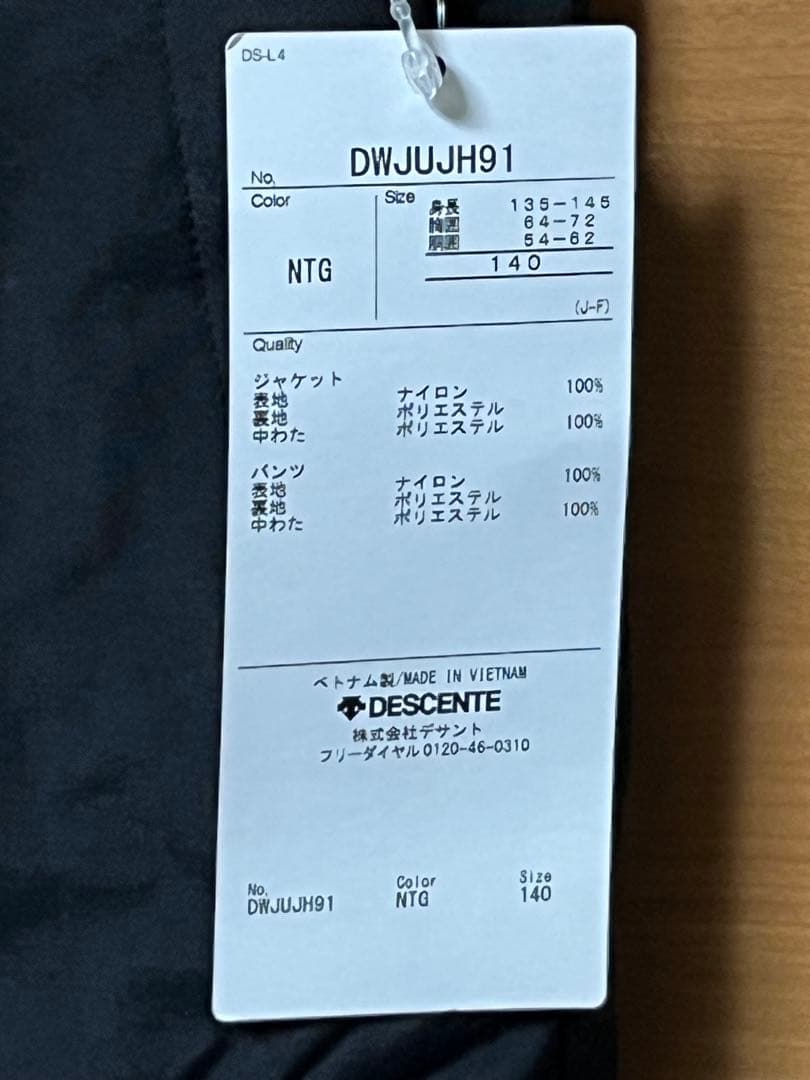 DS-L4
No. DWJUJH91
Color
Size
身長 135-145
胸囲 64-72
胴囲 54-62
NTG
140
(J-F)
Quality
ジャケット
表地 ナイロン 100%
裏地 ポリエステル
中わた ポリエステル 100%
パンツ
表地 ナイロン 100%
裏地 ポリエステル
中わた ポリエステル 100%
ベトナム製/MADE IN VIETNAM
DESCENTE
株式会社デサント
フリーダイヤル0120-46-0310
No. Color Size
DWJUJH91 NTG 140